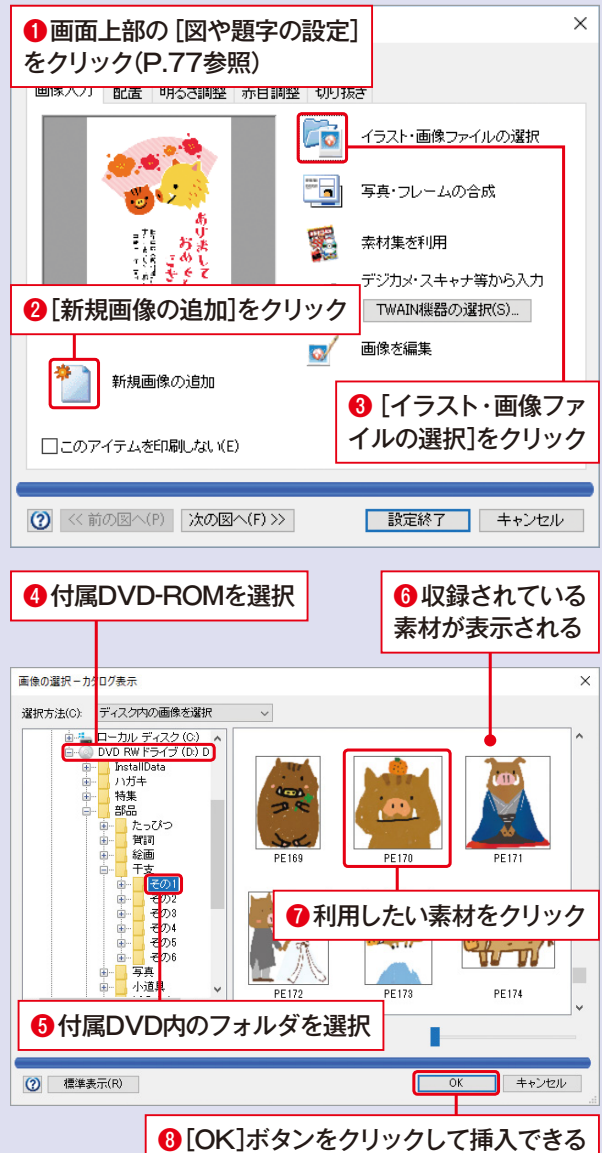 ❶画面上部の［図や題字の設定］
をクリック（P.77参照）
画像入力 配置 明るさ調整 赤目調整 切り抜き
イラスト・画像ファイルの選択
写真・フレームの合成
素材集を利用
デジカメ・スキャナ等から入力
TWAIN機器の選択(S)...
画像を編集
あけまして
おめでとう
❷［新規画像の追加］をクリック
新規画像の追加
❸［イラスト・画像ファ
イルの選択］をクリック
このアイテムを印刷しない(E)
<< 前の図へ(P) 次の図へ(F) >> 設定終了 キャンセル
❹付属DVD-ROMを選択
❻収録されている
素材が表示される
画像の選択－カタログ表示
選択方法(C): ディスク内の画像を選択
ローカル ディスク (C:)
DVD RW ドライブ (D:) D
InstallData
ハガキ
特集
部品
たっぴつ
賀詞
絵画
干支
その1
その2
その3
その4
その5
その6
写真
小道具
PE169 PE170 PE171
❼利用したい素材をクリック
PE172 PE173 PE174
❺付属DVD内のフォルダを選択
標準表示(R) OK キャンセル
❽［OK］ボタンをクリックして挿入できる